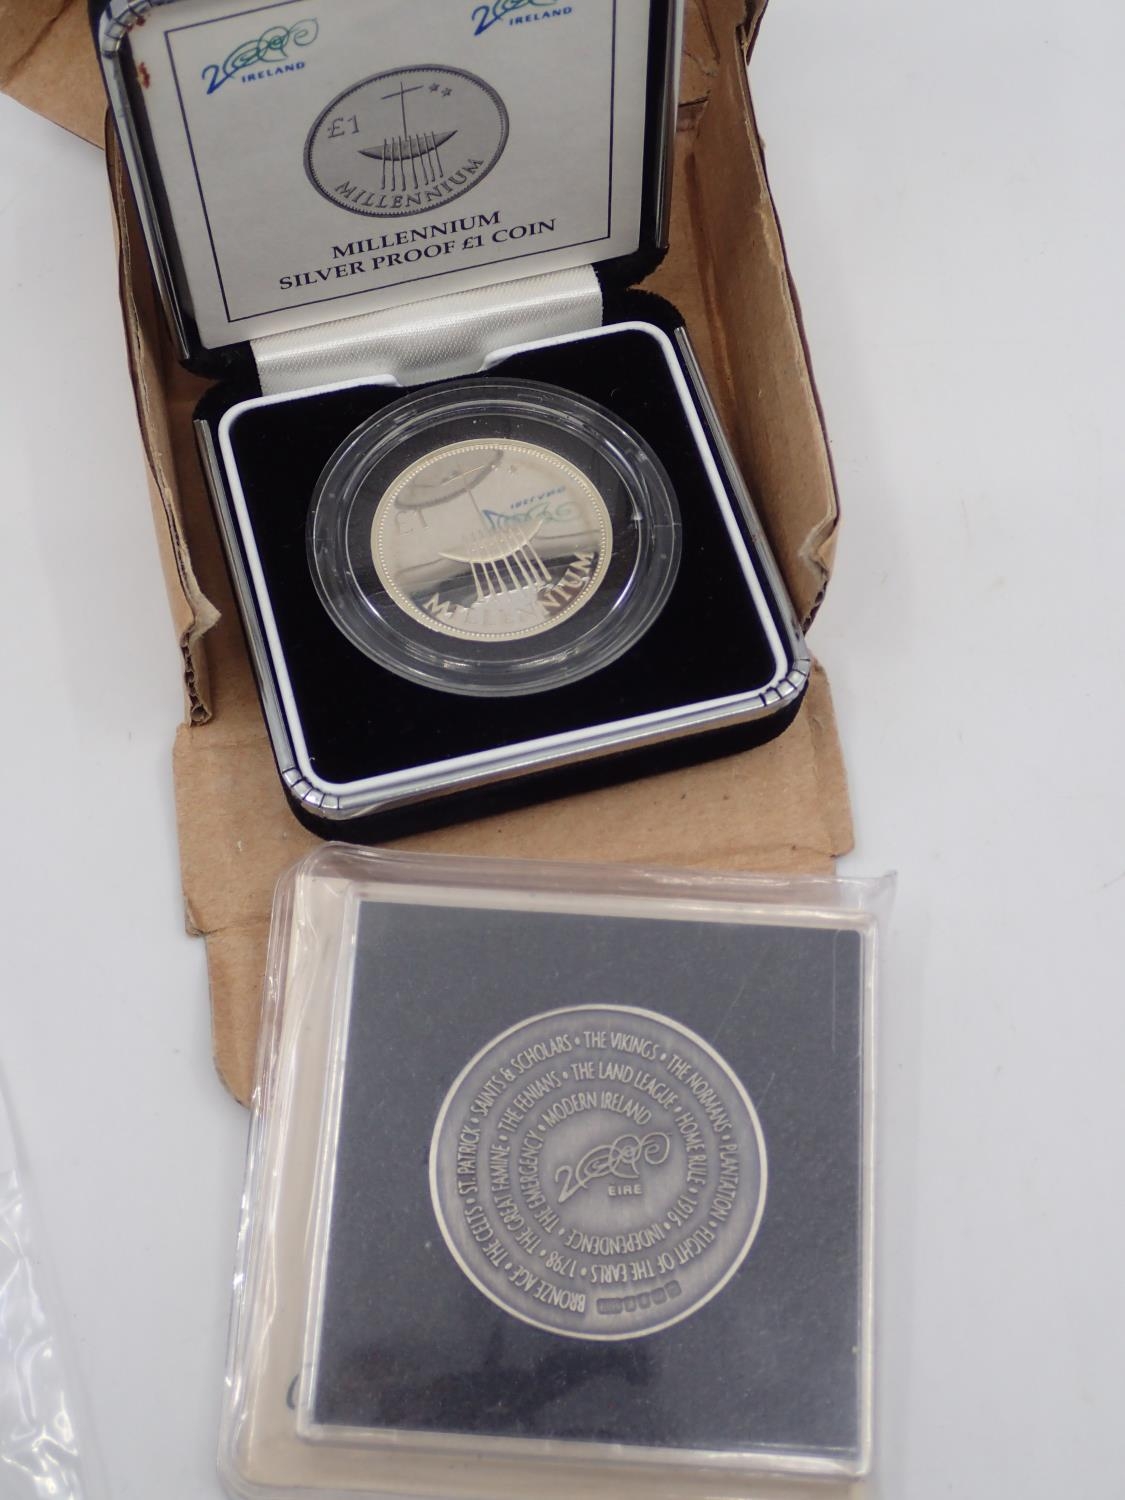 2000
IRELAND
2000
IRELAND
£1
MILLENNIUM
MILLENNIUM
SILVER PROOF £1 COIN
£1
IRELAND
MILLENNIUM
BRONZE AGE • THE CELTS • ST. PATRICK • SAINTS & SCHOLARS • THE VIKINGS • THE NORMANS • PLANTATION • FLIGHT OF THE EARLS • 1798 • THE GREAT FAMINE • THE FENIANS • THE LAND LEAGUE • HOME RULE • 1916 • INDEPENDENCE • THE EMERGENCY • MODERN IRELAND
2000
EIRE